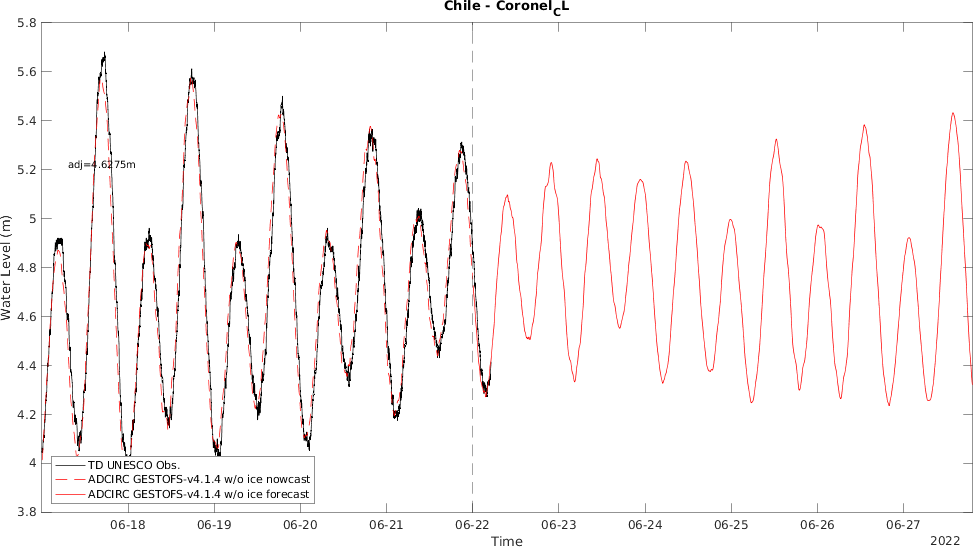 Chile - Coronel_CL
5.8
5.6
5.4
5.2
5
4.8
4.6
4.4
4.2
4
3.8
Water Level (m)
adj=4.6275m
TD UNESCO Obs.
ADCIRC GESTOFS-v4.1.4 w/o ice nowcast
ADCIRC GESTOFS-v4.1.4 w/o ice forecast
06-18 06-19 06-20 06-21 06-22 06-23 06-24 06-25 06-26 06-27
Time
2022